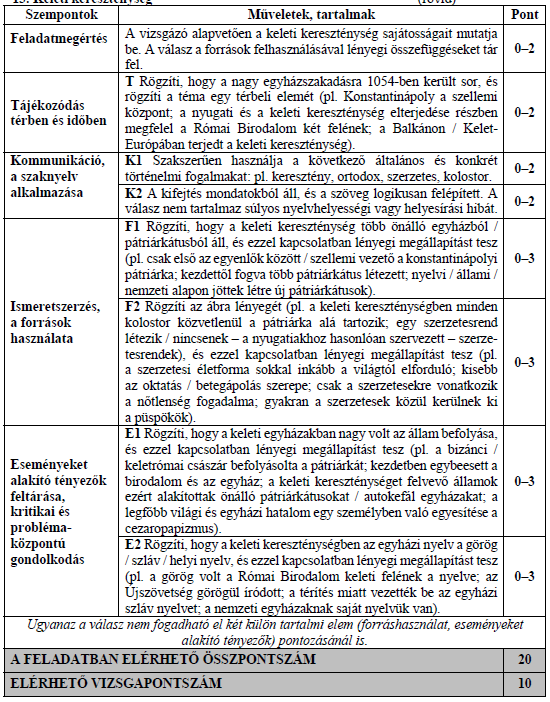 15. Keleti kereszténység (rövid)
Szempontok Műveletek, tartalmak Pont
Feladatmegértés
A vizsgázó alapvetően a keleti kereszténység sajátosságait mutatja
be. A válasz a források felhasználásával lényegi összefüggéseket tár
fel.
0–2
Tájékozódás
térben és időben
T Rögzíti, hogy a nagy egyházszakadásra 1054-ben került sor, és
rögzíti a téma egy térbeli elemét (pl. Konstantinápoly a szellemi
központ; a nyugati és a keleti kereszténység elterjedése részben
megfelel a Római Birodalom két felének; a Balkánon / Kelet-
Európában terjedt a keleti kereszténység).
0–2
Kommunikáció,
a szaknyelv
alkalmazása
K1 Szakszerűen használja a következő általános és konkrét
történelmi fogalmakat: pl. keresztény, ortodox, szerzetes, kolostor.
0–2
K2 A kifejtés mondatokból áll, és a szöveg logikusan felépített. A
válasz nem tartalmaz súlyos nyelvhelyességi vagy helyesírási hibát.
0–2
Ismeretszerzés,
a források
használata
F1 Rögzíti, hogy a keleti kereszténység több önálló egyházból /
pátriárkátusból áll, és ezzel kapcsolatban lényegi megállapítást tesz
(pl. csak első az egyenlők között / szellemi vezető a konstantinápolyi
pátriárka; kezdettől fogva több pátriárkátus létezett; nyelvi / állami /
nemzeti alapon jöttek létre új pátriárkátusok).
0–3
F2 Rögzíti az ábra lényegét (pl. a keleti kereszténységben minden
kolostor közvetlenül a pátriárka alá tartozik; egy szerzetesrend
létezik / nincsenek – a nyugatiakhoz hasonlóan szervezett – szerze-
tesrendek), és ezzel kapcsolatban lényegi megállapítást tesz (pl.
a szerzetesi életforma sokkal inkább a világtól elforduló; kisebb
az oktatás / betegápolás szerepe; csak a szerzetesekre vonatkozik
a nőtlenség fogadalma; gyakran a szerzetesek közül kerülnek ki
a püspökök).
0–3
Eseményeket
alakító tényezők
feltárása,
kritikai és
probléma-
központú
gondolkodás
E1 Rögzíti, hogy a keleti egyházakban nagy volt az állam befolyása,
és ezzel kapcsolatban lényegi megállapítást tesz (pl. a bizánci /
keletrómai császár befolyásolta a pátriárkát; kezdetben egybeesett a
birodalom és az egyház; a keleti kereszténységet felvevő államok
ezért alakítottak önálló pátriárkátusokat / autokefál egyházakat; a
legfőbb világi és egyházi hatalom egy személyben való egyesítése a
cezaropapizmus).
0–3
E2 Rögzíti, hogy a keleti kereszténységben az egyházi nyelv a görög
/ szláv / helyi nyelv, és ezzel kapcsolatban lényegi megállapítást tesz
(pl. a görög volt a Római Birodalom keleti felének a nyelve; az
Újszövetség görögül íródott; a térítés miatt vezették be az egyházi
szláv nyelvet; a nemzeti egyházaknak saját nyelvük van).
0–3
Ugyanaz a válasz nem fogadható el két külön tartalmi elem (forráshasználat, eseményeket
alakító tényezők) pontozásánál is.
A FELADATBAN ELÉRHETŐ ÖSSZPONTSZÁM 20
ELÉRHETŐ VIZSGAPONTSZÁM 10